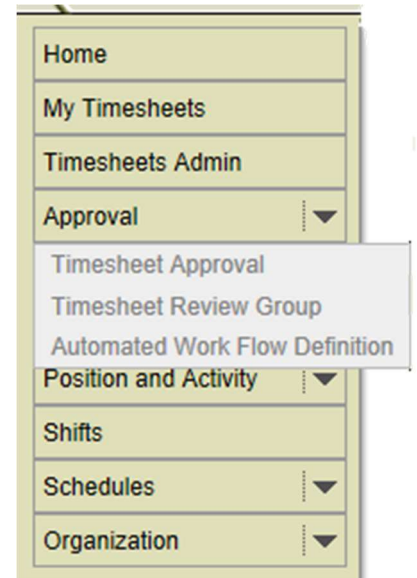 Home
My Timesheets
Timesheets Admin
Approval
Timesheet Approval
Timesheet Review Group
Automated Work Flow Definition
Position and Activity
Shifts
Schedules
Organization